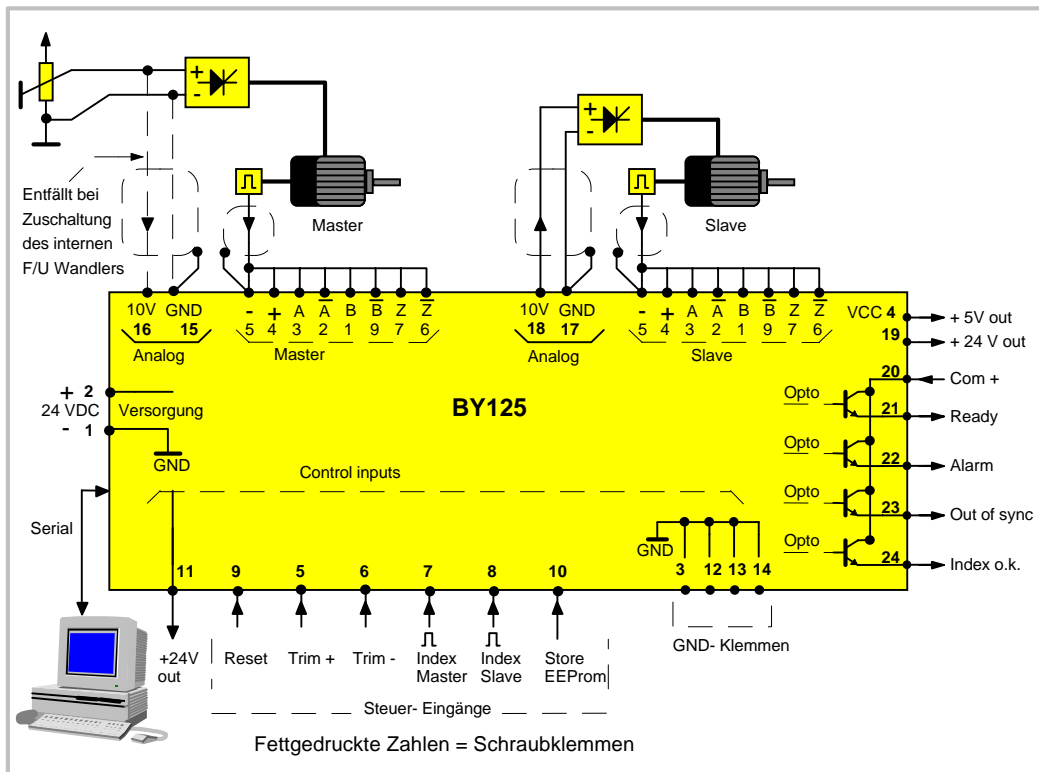 +
-
+
-
Entfällt bei
Zuschaltung
des internen
F/U Wandlers
Master
Slave
10V GND
16 15
Analog
- + A A̅ B B̅ Z Z̅
5 4 3 2 1 9 7 6
Master
10V GND
18 17
Analog
- + A A̅ B B̅ Z Z̅
5 4 3 2 1 9 7 6
Slave
VCC 4
+ 5V out
19
+ 24 V out
20
Com +
21
Ready
22
Alarm
23
Out of sync
24
Index o.k.
Opto
Opto
Opto
Opto
+ 2
24 VDC
- 1
Versorgung
GND
BY125
Control inputs
Serial
GND
3 12 13 14
GND- Klemmen
11 9 5 6 7 8 10
+24V
out
Reset
Trim +
Trim -
Index
Master
Index
Slave
Store
EEProm
Steuer- Eingänge
Fettgedruckte Zahlen = Schraubklemmen